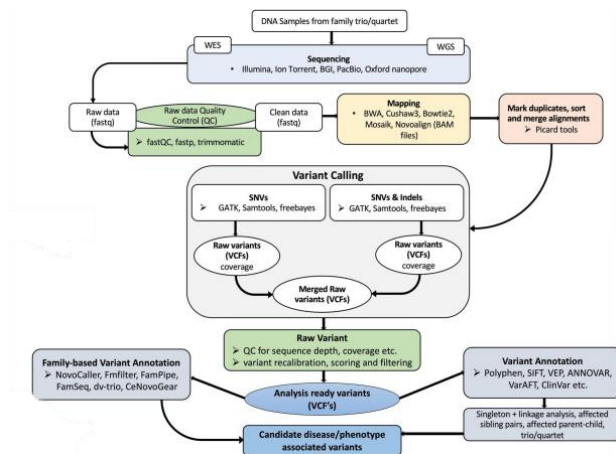 DNA Samples from family trio/quartet
WES
WGS
Sequencing
• Illumina, Ion Torrent, BGI, PacBio, Oxford nanopore
Raw data
(fastq)
Raw data Quality
Control (QC)
Clean data
(fastq)
➢ fastQC, fastp, trimmomatic
Mapping
• BWA, Cushaw3, Bowtie2,
Mosaik, Novoalign (BAM
files)
Mark duplicates, sort
and merge alignments
➢ Picard tools
Variant Calling
SNVs
➢ GATK, Samtools, freebayes
SNVs & Indels
➢ GATK, Samtools, freebayes
Raw variants
(VCFs)
coverage
Raw variants
(VCFs)
coverage
Merged Raw
variants (VCFs)
Raw Variant
➢ QC for sequence depth, coverage etc.
➢ variant recalibration, scoring and filtering
Family-based Variant Annotation
➢ NovoCaller, Fmfilter, FamPipe,
FamSeq, dv-trio, CeNovoGear
Analysis ready variants
(VCF's)
Variant Annotation
➢ Polyphen, SIFT, VEP, ANNOVAR,
VarAFT, ClinVar etc.
Singleton + linkage analysis, affected
sibling pairs, affected parent-child,
trio/quartet
Candidate disease/phenotype
associated variants